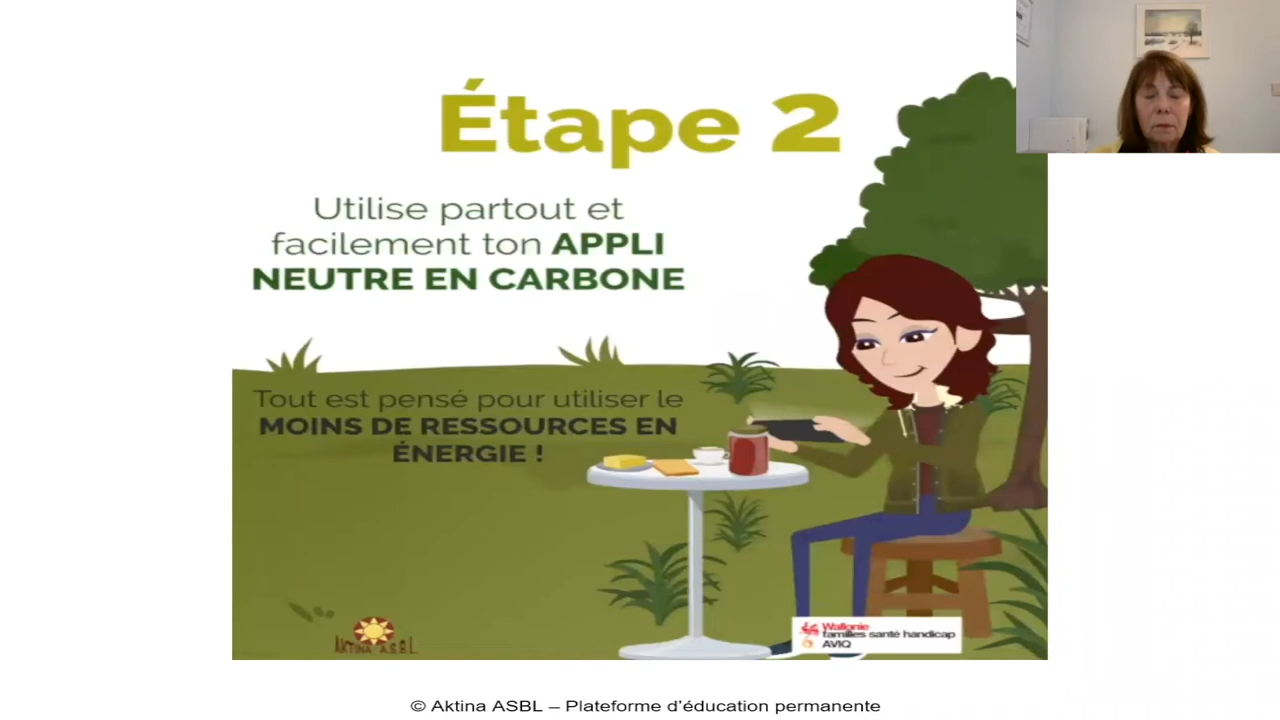 Étape 2
Utilise partout et
facilement ton APPLI
NEUTRE EN CARBONE
Tout est pensé pour utiliser le
MOINS DE RESSOURCES EN
ÉNERGIE !
AKTINA A.S.B.L
Wallonie
familles santé handicap
AVIQ
© Aktina ASBL – Plateforme d’éducation permanente